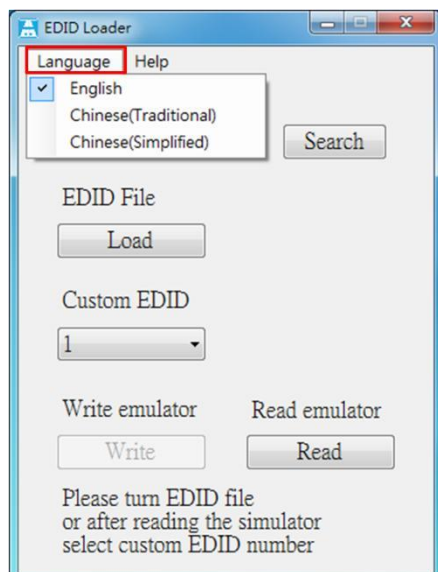 EDID Loader
Language Help
English
Chinese(Traditional)
Chinese(Simplified)
Search
EDID File
Load
Custom EDID
1
Write emulator Read emulator
Write Read
Please turn EDID file
or after reading the simulator
select custom EDID number